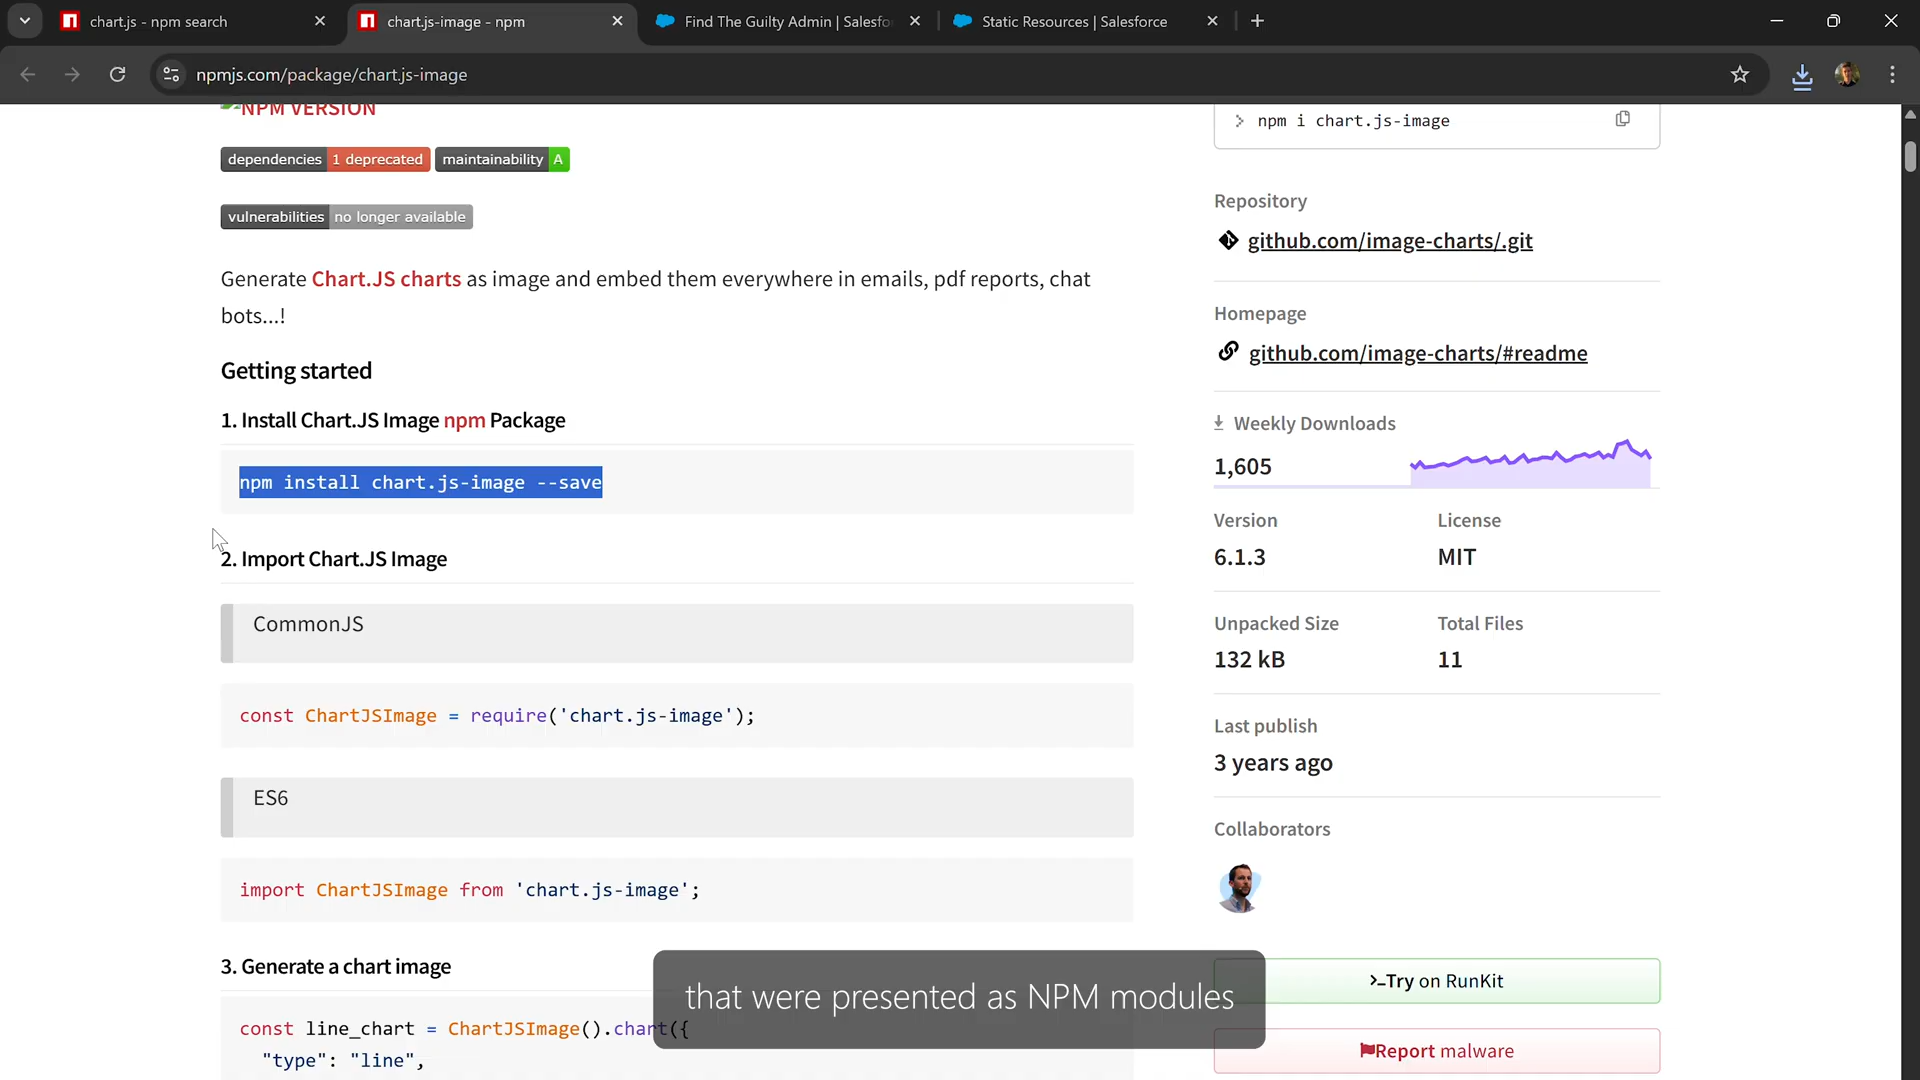 chart.js - npm search
chart.js-image - npm
Find The Guilty Admin | Salesfo
Static Resources | Salesforce
npmjs.com/package/chart.js-image
NPM VERSION
dependencies 1 deprecated maintainability A
vulnerabilities no longer available
Generate Chart.JS charts as image and embed them everywhere in emails, pdf reports, chat
bots...!
Getting started
1. Install Chart.JS Image npm Package
npm install chart.js-image --save
2. Import Chart.JS Image
CommonJS
const ChartJSImage = require('chart.js-image');
ES6
import ChartJSImage from 'chart.js-image';
3. Generate a chart image
const line_chart = ChartJSImage().chart({
"type": "line",
> npm i chart.js-image
Repository
github.com/image-charts/.git
Homepage
github.com/image-charts/#readme
Weekly Downloads
1,605
Version
6.1.3
License
MIT
Unpacked Size
132 kB
Total Files
11
Last publish
3 years ago
Collaborators
>_Try on RunKit
Report malware
that were presented as NPM modules